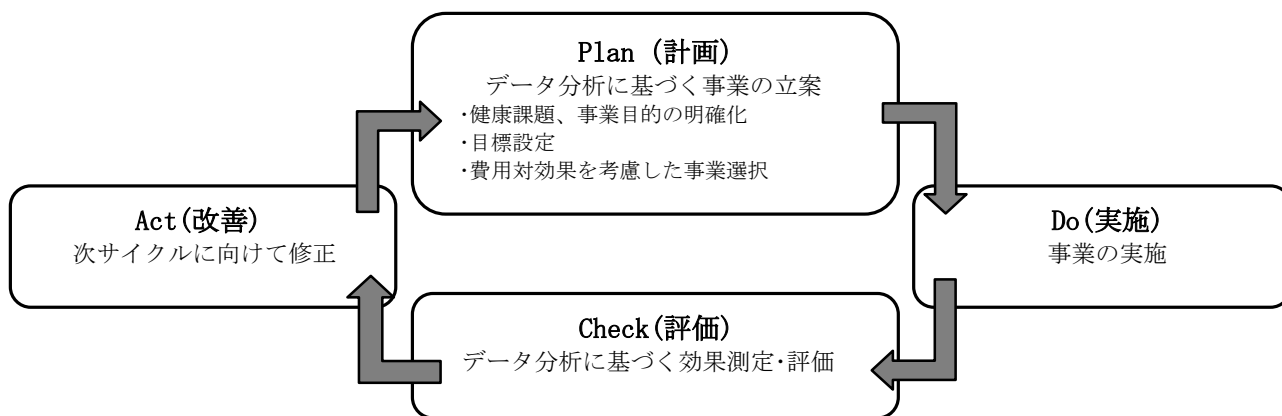 Plan (計画)
データ分析に基づく事業の立案
・健康課題、事業目的の明確化
・目標設定
・費用対効果を考慮した事業選択
Act(改善)
次サイクルに向けて修正
Do(実施)
事業の実施
Check(評価)
データ分析に基づく効果測定・評価